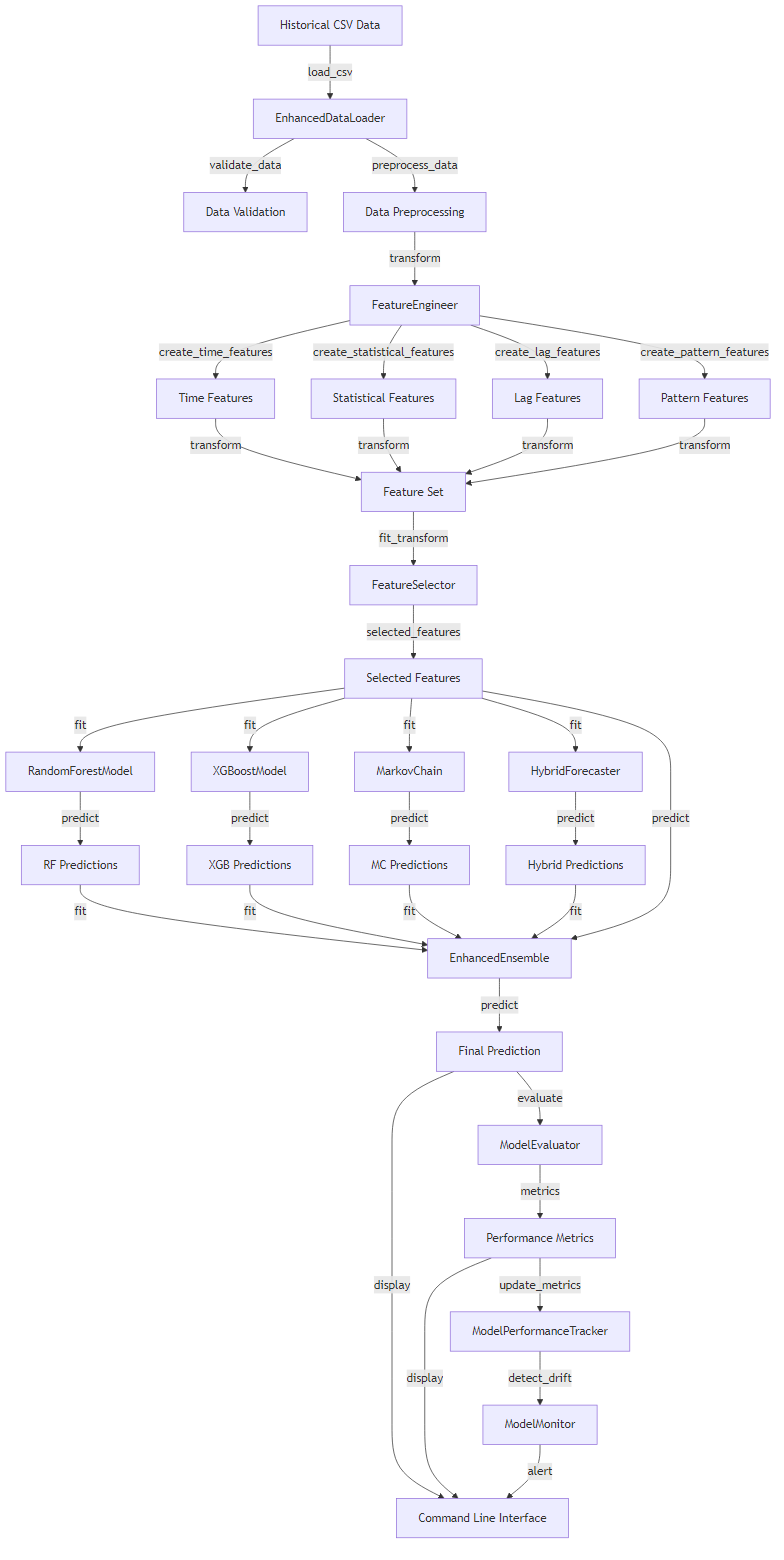 Historical CSV Data
load_csv
EnhancedDataLoader
validate_data
preprocess_data
Data Validation
Data Preprocessing
transform
FeatureEngineer
create_time_features
create_statistical_features
create_lag_features
create_pattern_features
Time Features
Statistical Features
Lag Features
Pattern Features
transform
transform
transform
transform
Feature Set
fit_transform
FeatureSelector
selected_features
Selected Features
fit
fit
fit
fit
RandomForestModel
XGBoostModel
MarkovChain
HybridForecaster
predict
predict
predict
predict
predict
RF Predictions
XGB Predictions
MC Predictions
Hybrid Predictions
fit
fit
fit
fit
EnhancedEnsemble
predict
Final Prediction
evaluate
ModelEvaluator
metrics
Performance Metrics
display
update_metrics
ModelPerformanceTracker
display
detect_drift
ModelMonitor
alert
Command Line Interface